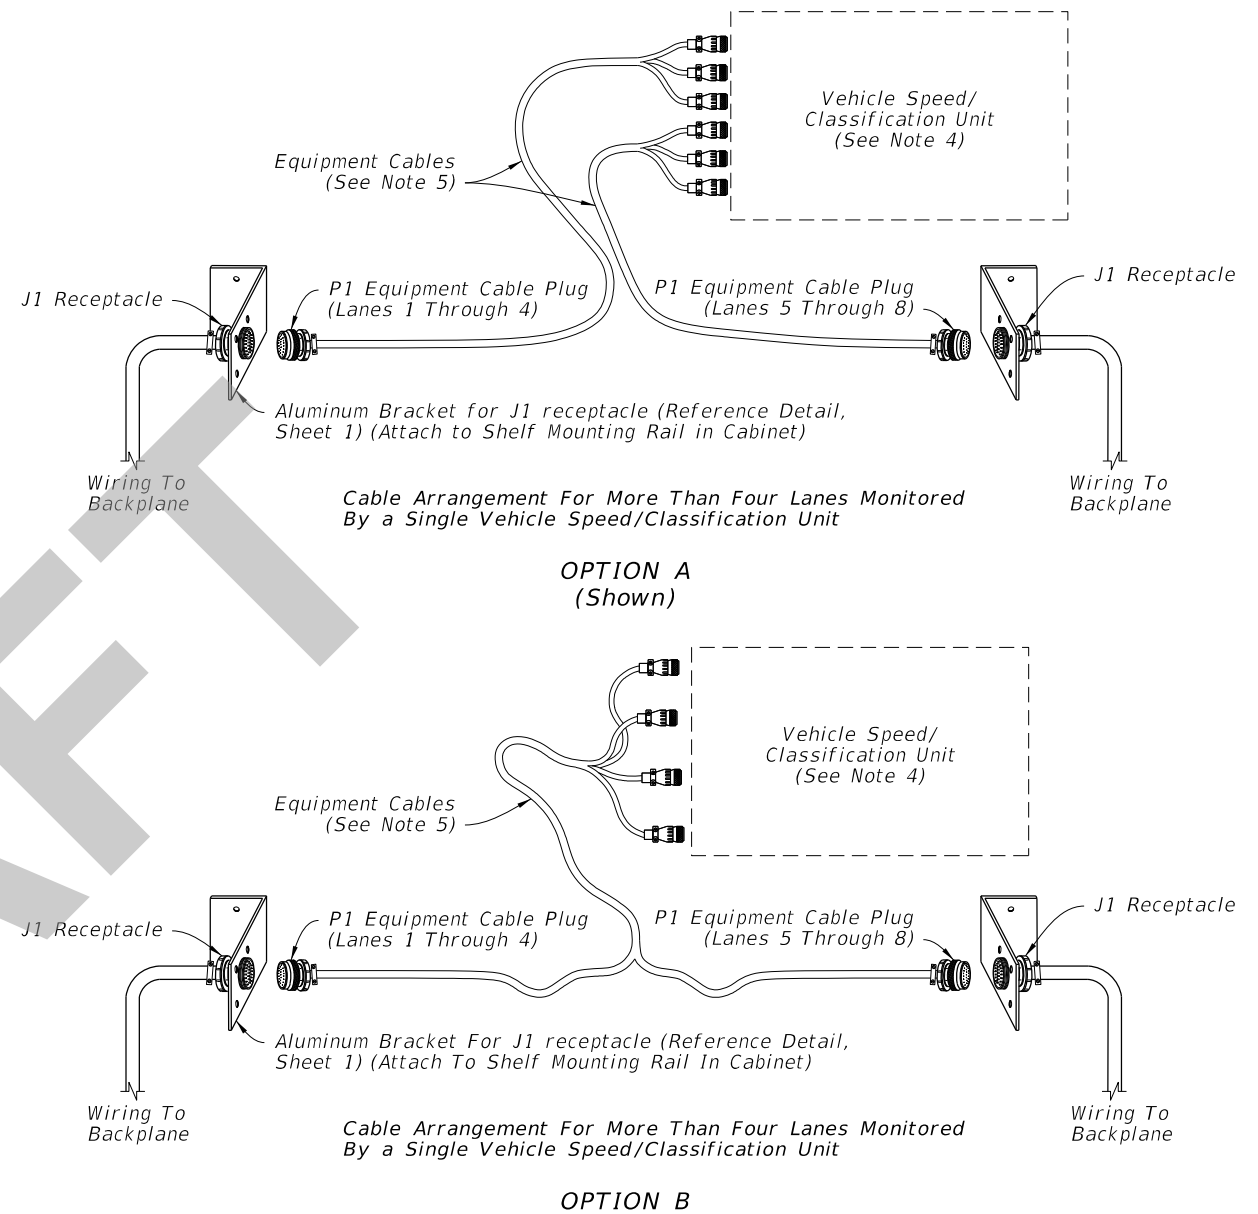 Vehicle Speed/
Classification Unit
(See Note 4)
Equipment Cables
(See Note 5)
J1 Receptacle
P1 Equipment Cable Plug
(Lanes 1 Through 4)
P1 Equipment Cable Plug
(Lanes 5 Through 8)
J1 Receptacle
Aluminum Bracket for J1 receptacle (Reference Detail,
Sheet 1) (Attach to Shelf Mounting Rail in Cabinet)
Wiring To
Backplane
Wiring To
Backplane
Cable Arrangement For More Than Four Lanes Monitored
By a Single Vehicle Speed/Classification Unit
OPTION A
(Shown)
Vehicle Speed/
Classification Unit
(See Note 4)
Equipment Cables
(See Note 5)
J1 Receptacle
P1 Equipment Cable Plug
(Lanes 1 Through 4)
P1 Equipment Cable Plug
(Lanes 5 Through 8)
J1 Receptacle
Aluminum Bracket For J1 receptacle (Reference Detail,
Sheet 1) (Attach To Shelf Mounting Rail In Cabinet)
Wiring To
Backplane
Wiring To
Backplane
Cable Arrangement For More Than Four Lanes Monitored
By a Single Vehicle Speed/Classification Unit
OPTION B